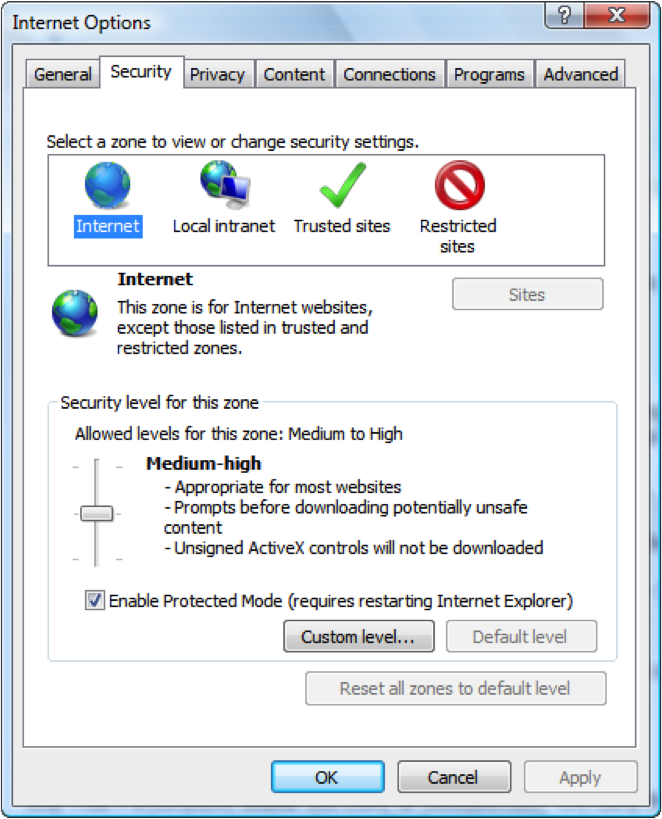 Internet Options
General Security Privacy Content Connections Programs Advanced
Select a zone to view or change security settings.
Internet Local intranet Trusted sites Restricted
sites
Internet
Sites
This zone is for Internet websites,
except those listed in trusted and
restricted zones.
Security level for this zone
Allowed levels for this zone: Medium to High
Medium-high
- Appropriate for most websites
- Prompts before downloading potentially unsafe
content
- Unsigned ActiveX controls will not be downloaded
Enable Protected Mode (requires restarting Internet Explorer)
Custom level... Default level
Reset all zones to default level
OK Cancel Apply